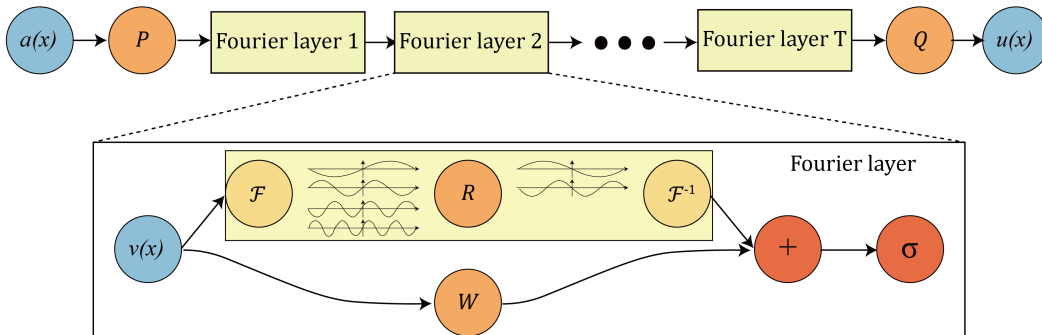 a(x)
P
Fourier layer 1
Fourier layer 2
Fourier layer T
Q
u(x)
Fourier layer
v(x)
ℱ
R
ℱ⁻¹
W
+
σ